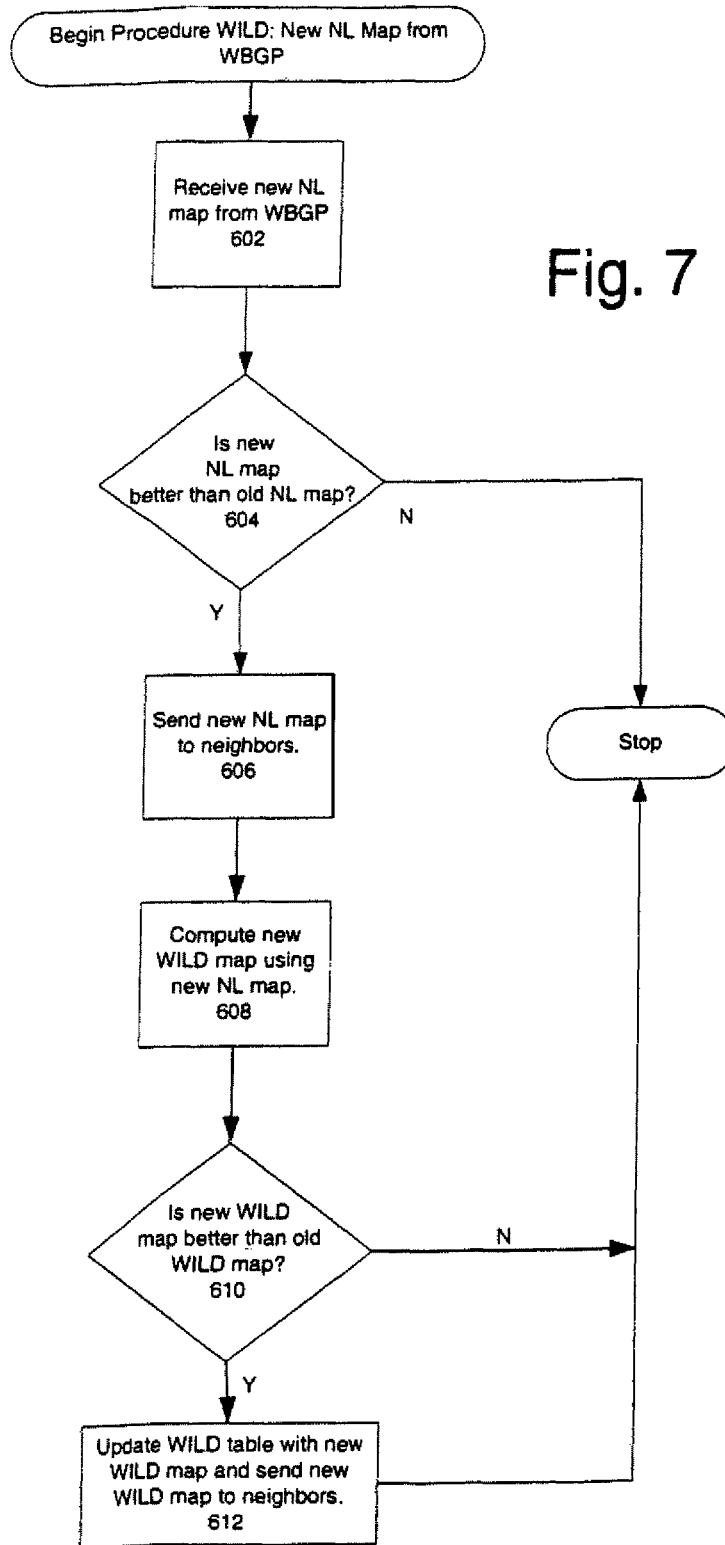 Begin Procedure WILD: New NL Map from
WBGP
Receive new NL
map from WBGP
602
Fig. 7
Is new
NL map
better than old NL map?
604
N
Y
Send new NL map
to neighbors.
606
Stop
Compute new
WILD map using
new NL map.
608
Is new WILD
map better than old
WILD map?
610
N
Y
Update WILD table with new
WILD map and send new
WILD map to neighbors.
612